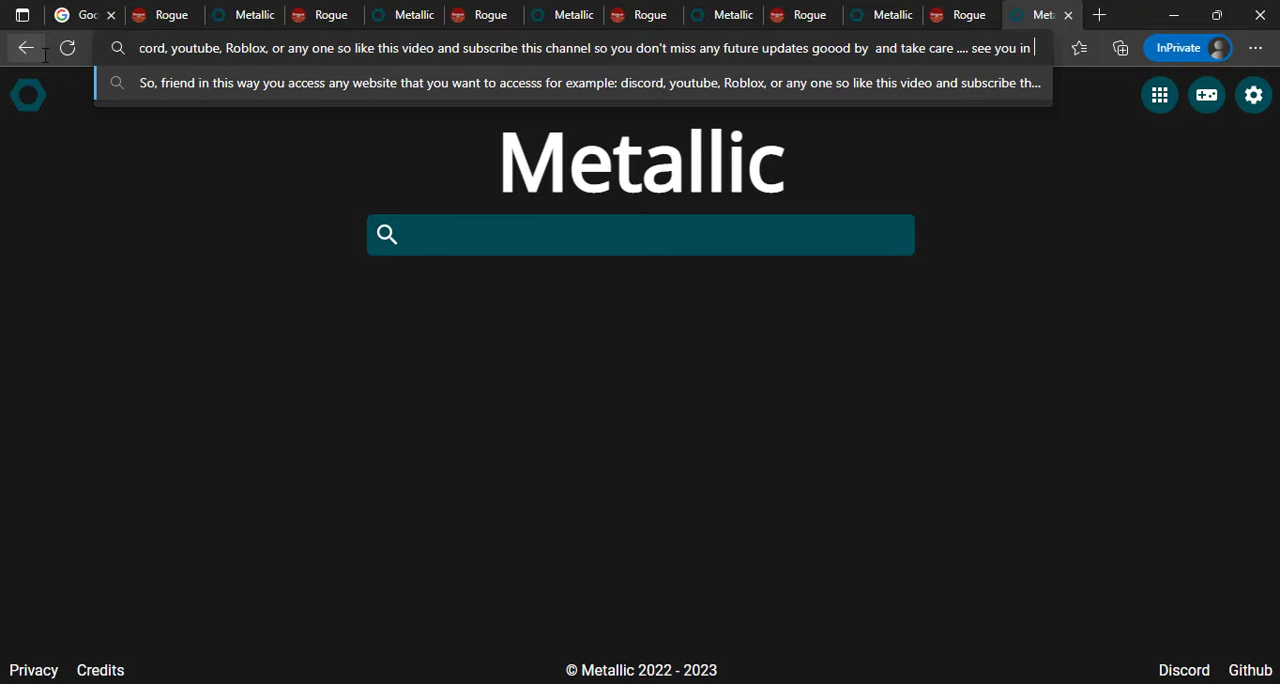 Goc Rogue Metallic Rogue Metallic Rogue Metallic Rogue Metallic Rogue Metallic Rogue Met
cord, youtube, Roblox, or any one so like this video and subscribe this channel so you don't miss any future updates goood by and take care .... see you in
InPrivate
So, friend in this way you access any website that you want to accesss for example: discord, youtube, Roblox, or any one so like this video and subscribe th...
Metallic
Privacy Credits © Metallic 2022 - 2023 Discord Github